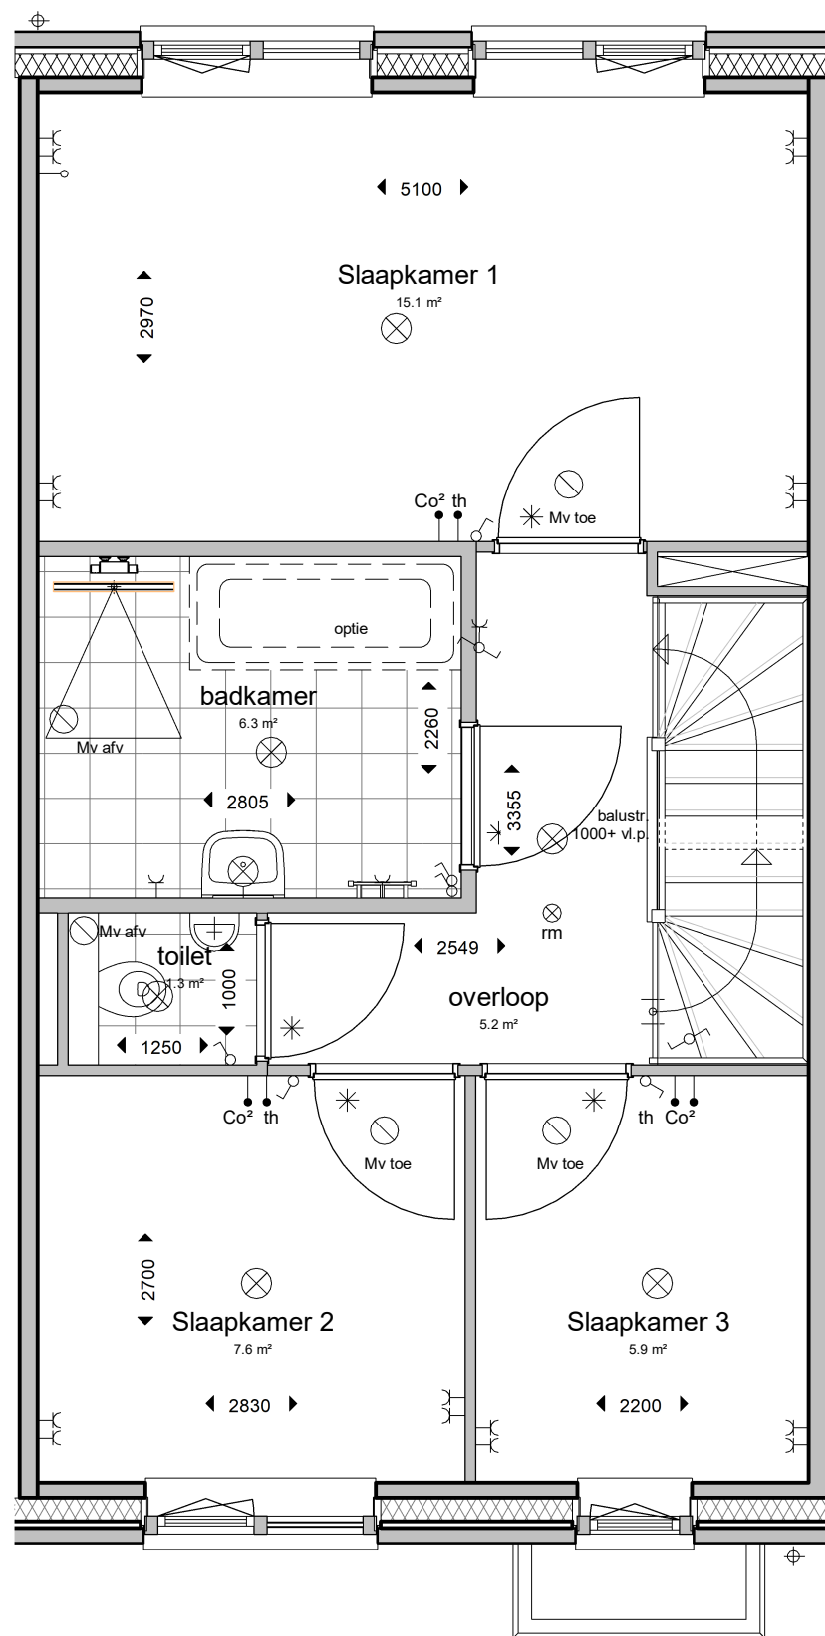 5100
Slaapkamer 1
15.1 m²
2970
Co² th
Mv toe
optie
badkamer
6.3 m²
2260
Mv afv
2805
3355
balustr.
1000+ vl.p.
Mv afv
toilet
1.3 m²
1000
1250
rm
2549
overloop
5.2 m²
Co² th
th Co²
Mv toe
Mv toe
2700
Slaapkamer 2
7.6 m²
2830
Slaapkamer 3
5.9 m²
2200